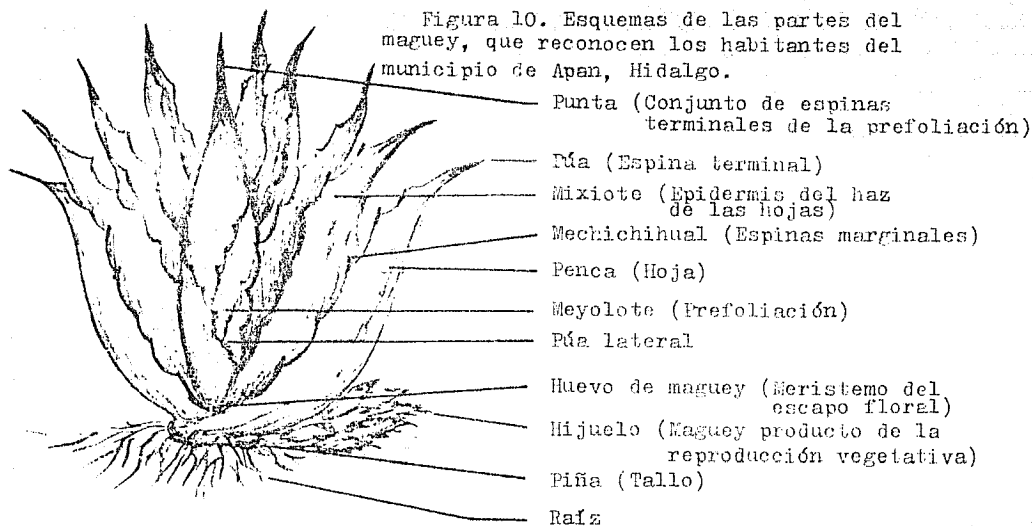 Figura 10. Esquemas de las partes del
maguey, que reconocen los habitantes del
municipio de Apan, Hidalgo.
Punta (Conjunto de espinas
terminales de la prefoliación)
Púa (Espina terminal)
Mixiote (Epidermis del haz
de las hojas)
Mechichihual (Espinas marginales)
Penca (Hoja)
Meyolote (Prefoliación)
Púa lateral
Huevo de maguey (Meristemo del
escapo floral)
Hijuelo (Maguey producto de la
reproducción vegetativa)
Piña (Tallo)
Raíz